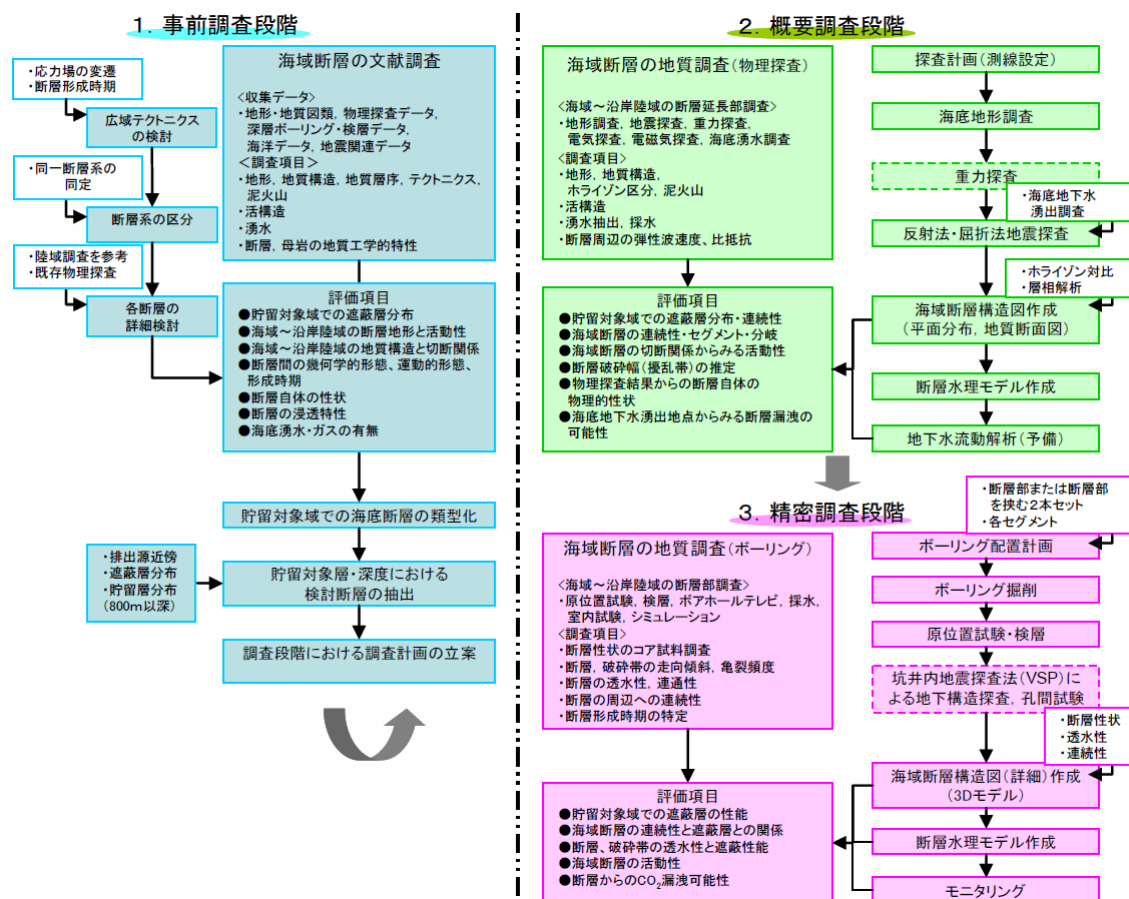 1. 事前調査段階
・応力場の変遷
・断層形成時期
広域テクトニクス
の検討
・同一断層系の
同定
断層系の区分
・陸域調査を参考
・既存物理探査
各断層の
詳細検討
海域断層の文献調査
<収集データ>
・地形・地質図類, 物理探査データ,
深層ボーリング・検層データ,
海洋データ, 地震関連データ
<調査項目>
・地形, 地質構造, 地質層序, テクトニクス,
泥火山
・活構造
・湧水
・断層, 母岩の地質工学的特性
評価項目
●貯留対象域での遮蔽層分布
●海域~沿岸陸域の断層地形と活動性
●海域~沿岸陸域の地質構造と切断関係
●断層間の幾何学的形態、運動的形態、
形成時期
●断層自体の性状
●断層の浸透特性
●海底湧水・ガスの有無
貯留対象域での海底断層の類型化
・排出源近傍
・遮蔽層分布
・貯留層分布
(800m以深)
貯留対象層・深度における
検討断層の抽出
調査段階における調査計画の立案
2. 概要調査段階
海域断層の地質調査(物理探査)
<海域~沿岸陸域の断層延長部調査>
・地形調査, 地震探査, 重力探査,
電気探査, 電磁気探査, 海底湧水調査
<調査項目>
・地形, 地質構造,
ホライゾン区分, 泥火山
・活構造
・湧水抽出, 採水
・断層周辺の弾性波速度、比抵抗
評価項目
●貯留対象域での遮蔽層分布・連続性
●海域断層の連続性・セグメント・分岐
●海域断層の切断関係からみる活動性
●断層破砕幅(擾乱帯)の推定
●物理探査結果からの断層自体の
物理的性状
●海底地下水湧出地点からみる断層漏洩の
可能性
探査計画(測線設定)
海底地形調査
重力探査
・海底地下水
湧出調査
反射法・屈折法地震探査
・ホライゾン対比
・層相解析
海域断層構造図作成
(平面分布, 地質断面図)
断層水理モデル作成
地下水流動解析(予備)
3. 精密調査段階
海域断層の地質調査(ボーリング)
<海域~沿岸陸域の断層部調査>
・原位置試験, 検層, ボアホールテレビ, 採水,
室内試験, シミュレーション
<調査項目>
・断層性状のコア試料調査
・断層, 破砕帯の走向傾斜, 亀裂頻度
・断層の透水性, 連通性
・断層の周辺への連続性
・断層形成時期の特定
評価項目
●貯留対象域での遮蔽層の性能
●海域断層の連続性と遮蔽層との関係
●断層、破砕帯の透水性と遮蔽性能
●海域断層の活動性
●断層からのCO₂漏洩可能性
・断層部または断層部
を挟む2本セット
・各セグメント
ボーリング配置計画
ボーリング掘削
原位置試験・検層
坑井内地震探査法(VSP)に
よる地下構造探査, 孔間試験
・断層性状
・透水性
・連続性
海域断層構造図(詳細)作成
(3Dモデル)
断層水理モデル作成
モニタリング